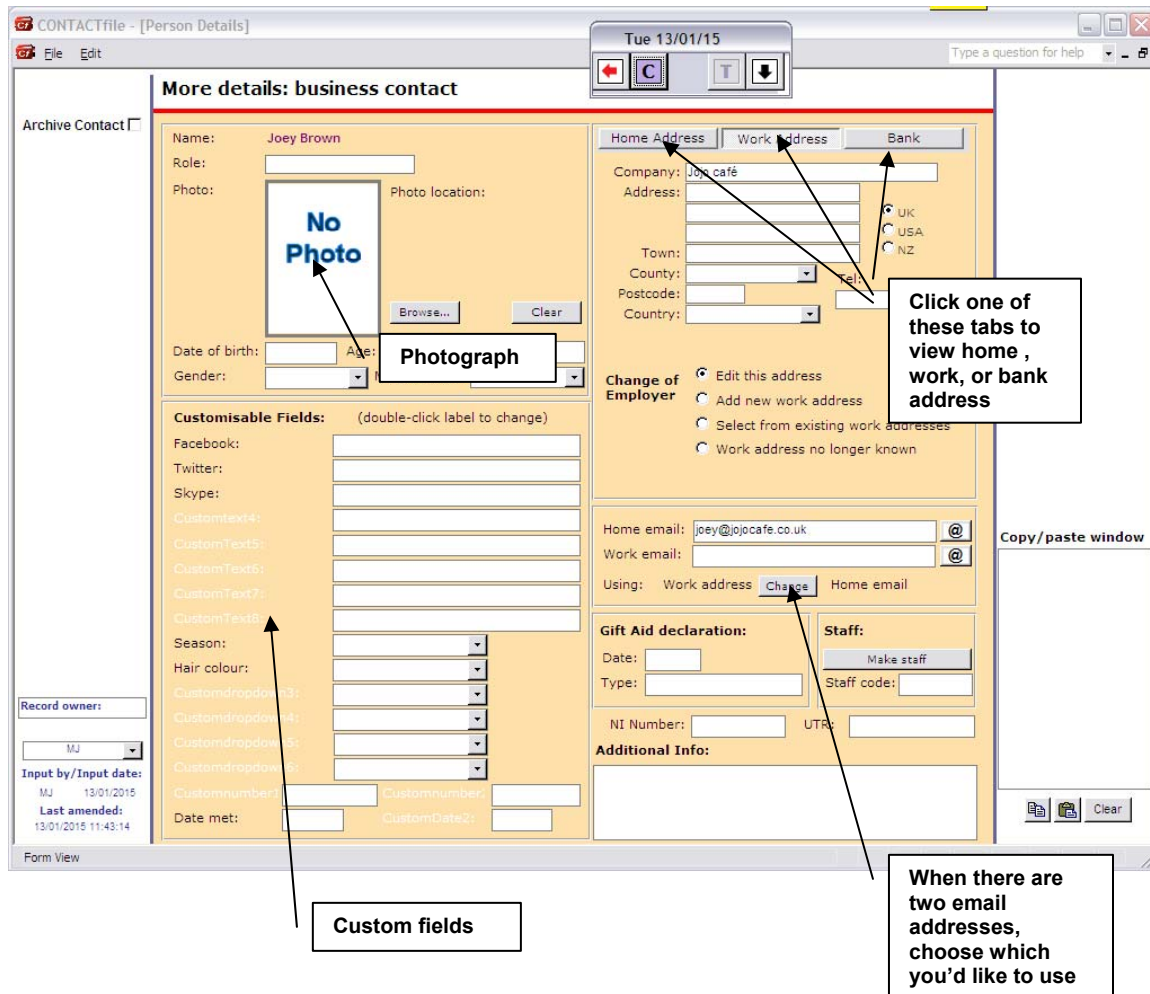 CONTACTfile - [Person Details]
Tue 13/01/15
File Edit
Type a question for help
C T
More details: business contact
Archive Contact
Name: Joey Brown
Role:
Photo:
Photo location:
No
Photo
Browse...
Clear
Photograph
Date of birth:
Age:
Gender:
Customisable Fields: (double-click label to change)
Facebook:
Twitter:
Skype:
Customtext4:
CustomText5:
CustomText6:
CustomText7:
CustomText8:
Season:
Hair colour:
Customdropdown3:
Customdropdown4:
Customdropdown5:
Customdropdown6:
Customnumber1
Customnumber
Date met:
CustomDate2:
Home Address
Work Address
Bank
Company: Jojo café
Address:
UK
USA
NZ
Town:
County:
Tel:
Postcode:
Country:
Click one of
these tabs to
view home ,
work, or bank
address
Change of
Employer
Edit this address
Add new work address
Select from existing work addresses
Work address no longer known
Home email: joey@jojocafe.co.uk @
Work email: @
Using: Work address Change Home email
Gift Aid declaration:
Date:
Type:
Staff:
Make staff
Staff code:
NI Number:
UTR:
Additional Info:
Copy/paste window
Clear
Record owner:
MJ
Input by/Input date:
MJ 13/01/2015
Last amended:
13/01/2015 11:43:14
Form View
Custom fields
When there are
two email
addresses,
choose which
you'd like to use